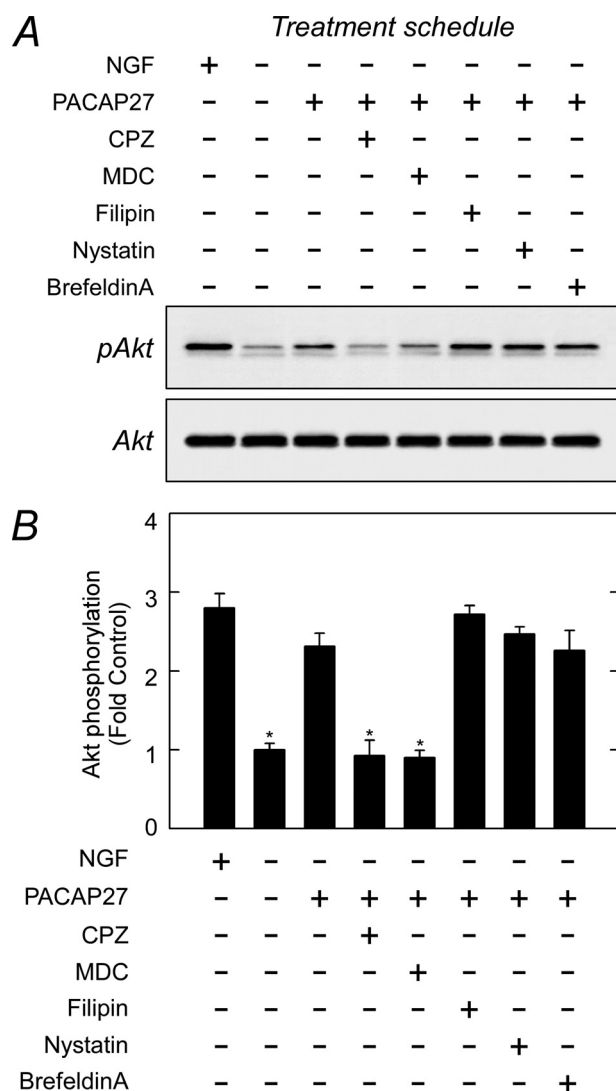 A Treatment schedule
NGF + – – – – – – –
PACAP27 – – + + + + + +
CPZ – – – + – – – –
MDC – – – – + – – –
Filipin – – – – – + – –
Nystatin – – – – – – + –
BrefeldinA – – – – – – – +
pAkt
Akt
B
4
3
2
1
0
Akt phosphorylation
(Fold Control)
* * *
NGF + – – – – – – –
PACAP27 – – + + + + + +
CPZ – – – + – – – –
MDC – – – – + – – –
Filipin – – – – – + – –
Nystatin – – – – – – + –
BrefeldinA – – – – – – – +